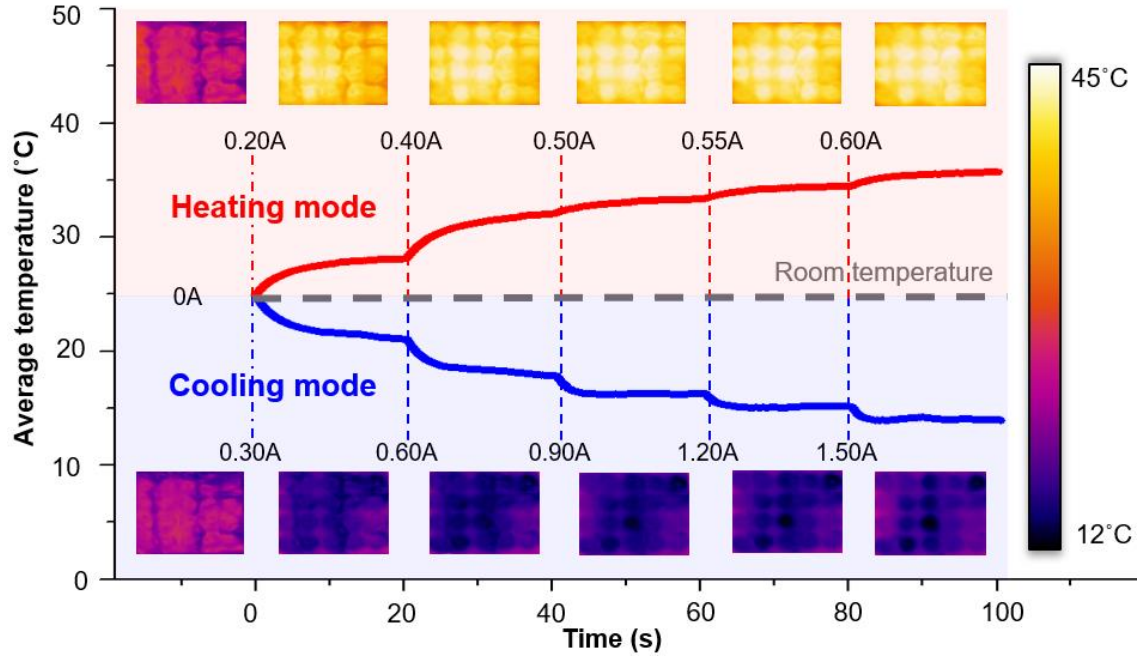 50
40
30
20
10
0
Average temperature (˚C)
0.20A 0.40A 0.50A 0.55A 0.60A
Heating mode
Room temperature
0A
Cooling mode
0.30A 0.60A 0.90A 1.20A 1.50A
45˚C
12˚C
0 20 40 60 80 100
Time (s)